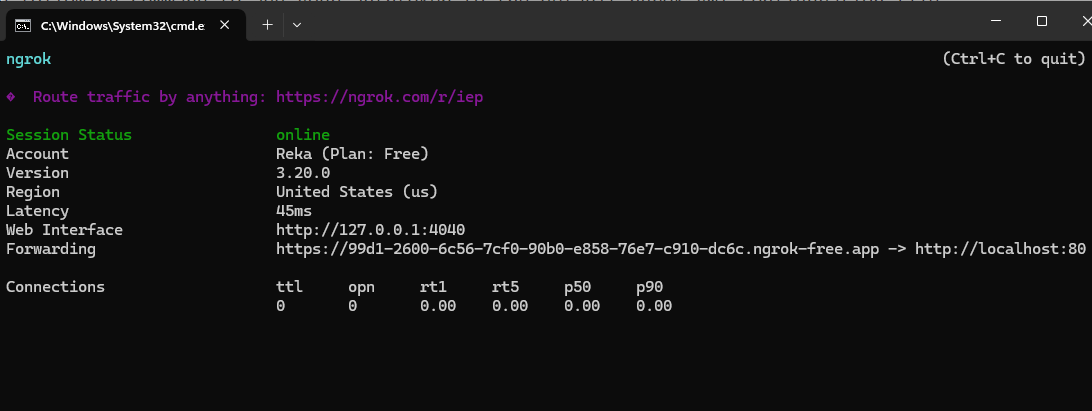 C:\Windows\System32\cmd.e
ngrok (Ctrl+C to quit)
� Route traffic by anything: https://ngrok.com/r/iep
Session Status online
Account Reka (Plan: Free)
Version 3.20.0
Region United States (us)
Latency 45ms
Web Interface http://127.0.0.1:4040
Forwarding https://99d1-2600-6c56-7cf0-90b0-e858-76e7-c910-dc6c.ngrok-free.app -> http://localhost:80
Connections ttl opn rt1 rt5 p50 p90
0 0 0.00 0.00 0.00 0.00